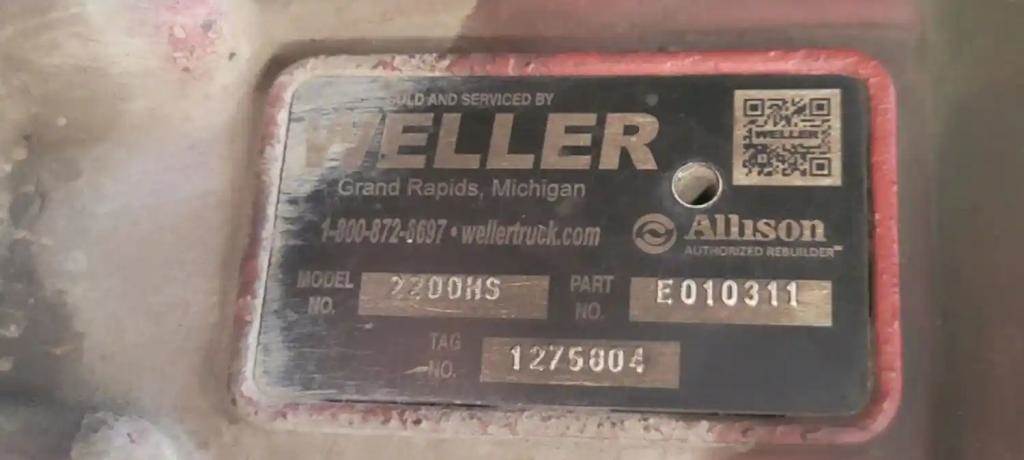 SOLD AND SERVICED BY
WELLER
WELLER
Grand Rapids, Michigan
1-800-872-8697 • wellertruck.com
Allison
AUTHORIZED REBUILDER
MODEL NO. 2200HS
PART NO. E010311
TAG NO. 1275804